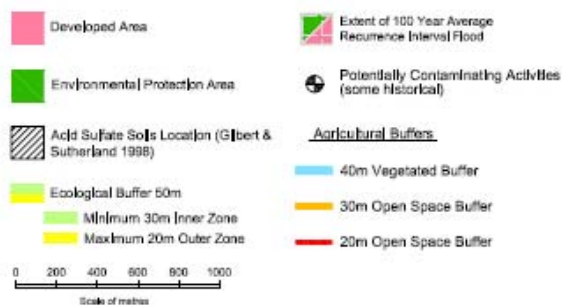 Developed Area
Environmental Protection Area
Acid Sulfate Soils Location (Gilbert &
Sutherland 1998)
Ecological Buffer 50m
Minimum 30m Inner Zone
Maximum 20m Outer Zone
0 200 400 600 800 1000
Scale of metres
Extent of 100 Year Average
Recurrence Interval Flood
Potentially Contaminating Activities
(some historical)
Agricultural Buffers
40m Vegetated Buffer
30m Open Space Buffer
20m Open Space Buffer